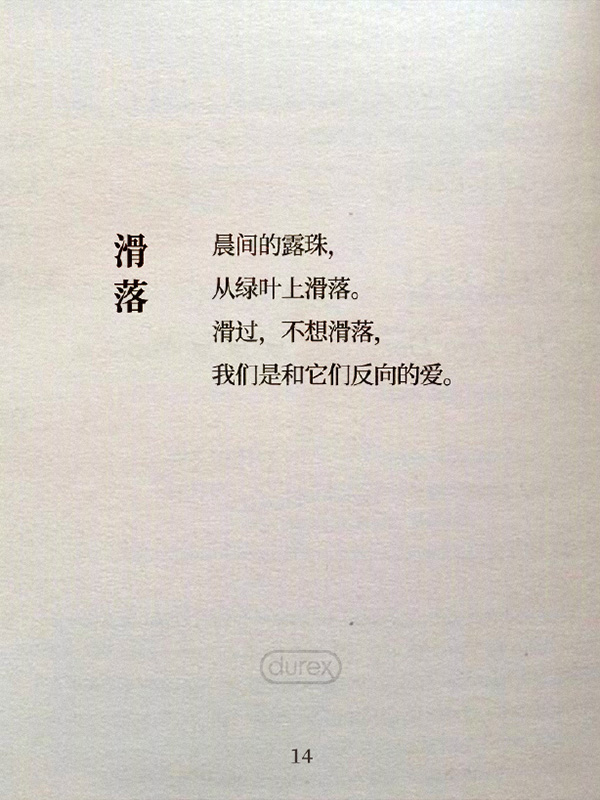 滑落
晨间的露珠，
从绿叶上滑落。
滑过，不想滑落，
我们是和它们反向的爱。
durex
14